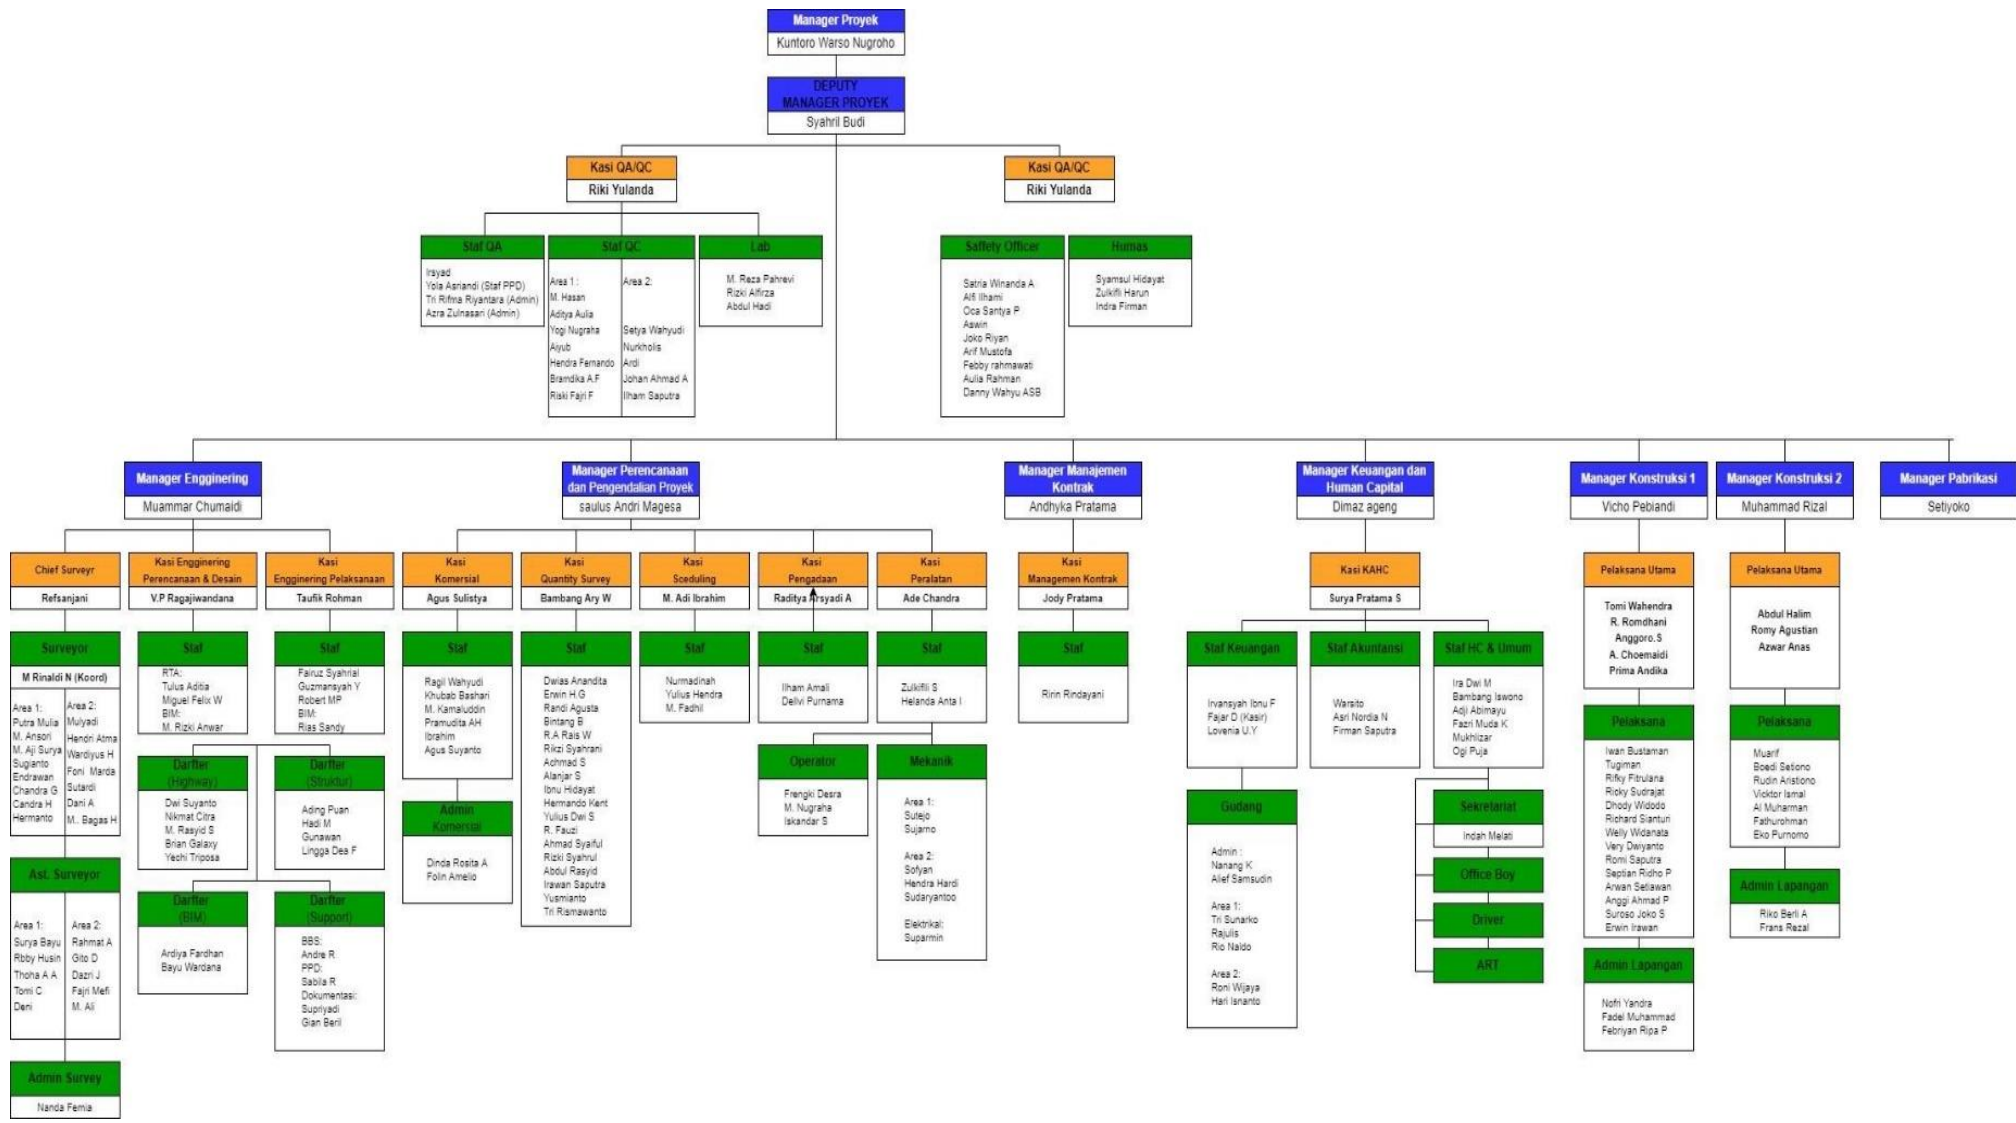 Manager Proyek
Kuntoro Warso Nugroho
DEPUTY
MANAGER PROYEK
Syahril Budi
Kasi QA/QC
Riki Yulanda
Kasi QA/QC
Riki Yulanda
Staf QA
Irsyad
Yola Asriandi (Staf PPD)
Tri Rifma Riyantara (Admin)
Azra Zulnasari (Admin)
Staf QC
Area 1 :
M. Hasan
Aditya Aulia
Yogi Nugraha
Aiyub
Hendra Fernando
Bramdika A.F
Riski Fajri F
Area 2:
Setya Wahyudi
Nurkholis
Ardi
Johan Ahmad A
Ilham Saputra
Lab
M. Reza Pahrevi
Rizki Alfirza
Abdul Hadi
Saffety Officer
Satria Winanda A
Alfi Ilhami
Oca Santya P
Aswin
Joko Riyan
Arif Mustofa
Febby rahmawati
Aulia Rahman
Danny Wahyu ASB
Humas
Syamsul Hidayat
Zulkifli Harun
Indra Firman
Manager Engginering
Muammar Chumaidi
Manager Perencanaan
dan Pengendalian Proyek
saulus Andri Magesa
Manager Manajemen
Kontrak
Andhyka Pratama
Manager Keuangan dan
Human Capital
Dimaz ageng
Manager Konstruksi 1
Vicho Pebiandi
Manager Konstruksi 2
Muhammad Rizal
Manager Pabrikasi
Setiyoko
Chief Surveyr
Refsanjani
Kasi Engginering
Perencanaan & Desain
V.P Ragajiwandana
Kasi
Engginering Pelaksanaan
Taufik Rohman
Kasi
Komersial
Agus Sulistya
Kasi
Quantity Survey
Bambang Ary W
Kasi
Sceduling
M. Adi Ibrahim
Kasi
Pengadaan
Raditya Arsyadi A
Kasi
Peralatan
Ade Chandra
Kasi
Managemen Kontrak
Jody Pratama
Kasi KAHC
Surya Pratama S
Pelaksana Utama
Tomi Wahendra
R. Romdhani
Anggoro.S
A. Choemaidi
Prima Andika
Pelaksana Utama
Abdul Halim
Romy Agustian
Azwar Anas
Surveyor
M Rinaldi N (Koord)
Area 1:
Putra Mulia
M. Ansori
M. Aji Surya
Sugianto
Endrawan
Chandra G
Candra H
Hermanto
Area 2:
Mulyadi
Hendri Atma
Wardiyus H
Foni Marda
Sutardi
Dani A
M.. Bagas H
Staf
RTA:
Tulus Aditia
Miguel Felix W
BIM:
M. Rizki Anwar
Staf
Fairuz Syahrial
Guzmansyah Y
Robert MP
BIM:
Rias Sandy
Staf
Ragil Wahyudi
Khubab Bashari
M. Kamaluddin
Pramudita AH
Ibrahim
Agus Suyanto
Staf
Dwias Anandita
Erwin H.G
Randi Agusta
Bintang B
R.A Rais W
Rikzi Syahrani
Achmad S
Alanjar S
Ibnu Hidayat
Hermando Kent
Yulius Dwi S
R. Fauzi
Ahmad Syaiful
Rizki Syahrul
Abdul Rasyid
Irawan Saputra
Yusmianto
Tri Rismawanto
Staf
Nurmadinah
Yulius Hendra
M. Fadhil
Staf
Ilham Amali
Dellvi Purnama
Staf
Zulkifili S
Helanda Anta I
Staf
Ririn Rindayani
Staf Keuangan
Irvansyah Ibnu F
Fajar D (Kasir)
Lovenia U.Y
Staf Akuntansi
Warsito
Asri Nordia N
Firman Saputra
Staf HC & Umum
Ira Dwi M
Bambang Iswono
Adji Abimayu
Fazri Muda K
Mukhlizar
Ogi Puja
Pelaksana
Iwan Bustaman
Tugiman
Rifky Fitrulana
Ricky Sudrajat
Dhody Widodo
Richard Sianturi
Welly Widanata
Very Dwiyanto
Romi Saputra
Septian Ridho P
Arwan Setiawan
Anggi Ahmad P
Suroso Joko S
Erwin Irawan
Pelaksana
Muarif
Boedi Setiono
Rudin Aristiono
Vicktor Ismal
Al Muharman
Fathurohman
Eko Purnomo
Darfter
(Highway)
Dwi Suyanto
Nikmat Citra
M. Rasyid S
Brian Galaxy
Yechi Triposa
Darfter
(Struktur)
Ading Puan
Hadi M
Gunawan
Lingga Dea F
Admin
Komersial
Dinda Rosita A
Folin Amelio
Operator
Frengki Desra
M. Nugraha
Iskandar S
Mekanik
Area 1:
Sutejo
Sujarno
Area 2:
Sofyan
Hendra Hardi
Sudaryantoo
Elektrikal:
Suparmin
Gudang
Admin :
Nanang K
Alief Samsudin
Area 1:
Tri Sunarko
Rajulis
Rio Naldo
Area 2:
Roni Wijaya
Hari Isnanto
Sekretariat
Indah Melati
Office Boy
Driver
ART
Ast. Surveyor
Area 1:
Surya Bayu
Rbby Husin
Thoha A A
Tomi C
Deni
Area 2:
Rahmat A
Gito D
Dazri J
Fajri Mefi
M. Ali
Darfter
(BIM)
Ardiya Fardhan
Bayu Wardana
Darfter
(Support)
BBS:
Andre R
PPD:
Sabila R
Dokumentasi:
Supriyadi
Gian Beril
Admin Lapangan
Nofri Yandra
Fadel Muhammad
Febriyan Ripa P
Admin Lapangan
Riko Berli A
Frans Rezal
Admin Survey
Nanda Femia